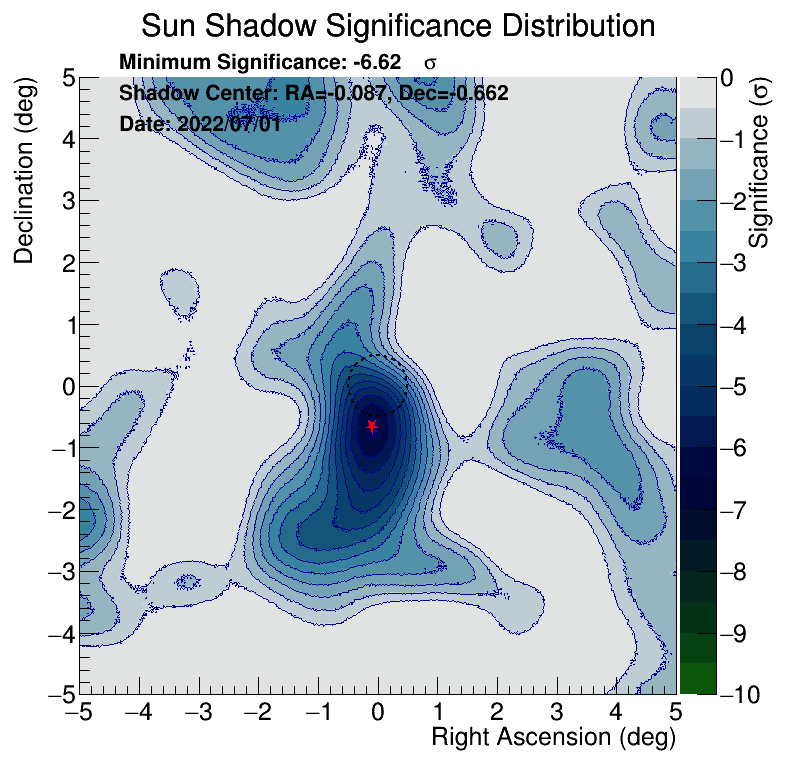 Sun Shadow Significance Distribution
Minimum Significance: -6.62 σ
Shadow Center: RA=-0.087, Dec=-0.662
Date: 2022/07/01
Declination (deg)
5
4
3
2
1
0
−1
−2
−3
−4
−5
−5 −4 −3 −2 −1 0 1 2 3 4 5
Right Ascension (deg)
0
−1
−2
−3
−4
−5
−6
−7
−8
−9
−10
Significance (σ)